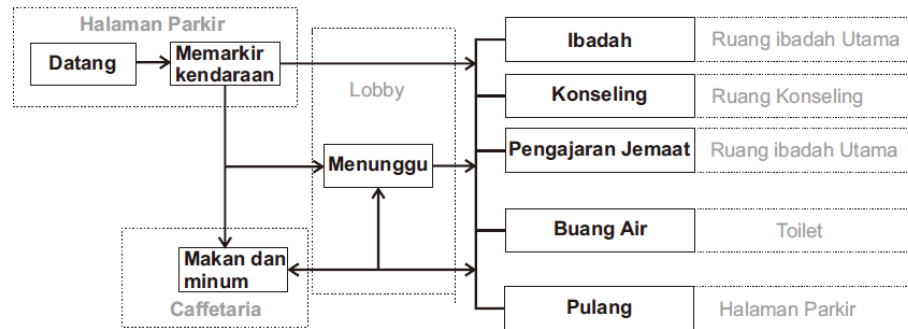 Halaman Parkir
Datang
Memarkir
kendaraan
Lobby
Menunggu
Makan dan
minum
Caffetaria
Ibadah
Ruang ibadah Utama
Konseling
Ruang Konseling
Pengajaran Jemaat
Ruang ibadah Utama
Buang Air
Toilet
Pulang
Halaman Parkir